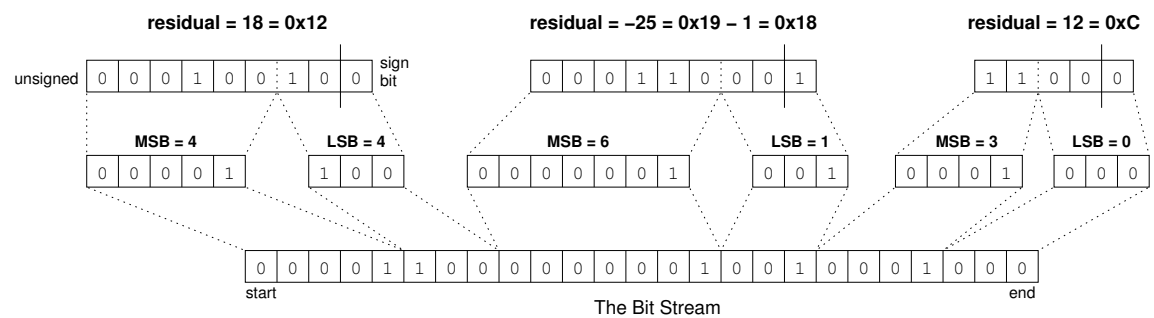 residual = 18 = 0x12
residual = −25 = 0x19 − 1 = 0x18
residual = 12 = 0xC
unsigned 0 0 0 1 0 0 1 0 0 sign bit
0 0 0 1 1 0 0 0 1
1 1 0 0 0
MSB = 4
LSB = 4
MSB = 6
LSB = 1
MSB = 3
LSB = 0
0 0 0 0 1
1 0 0
0 0 0 0 0 0 1
0 0 1
0 0 0 1
0 0 0
0 0 0 0 1 1 0 0 0 0 0 0 0 0 1 0 0 1 0 0 0 1 0 0 0
start
end
The Bit Stream